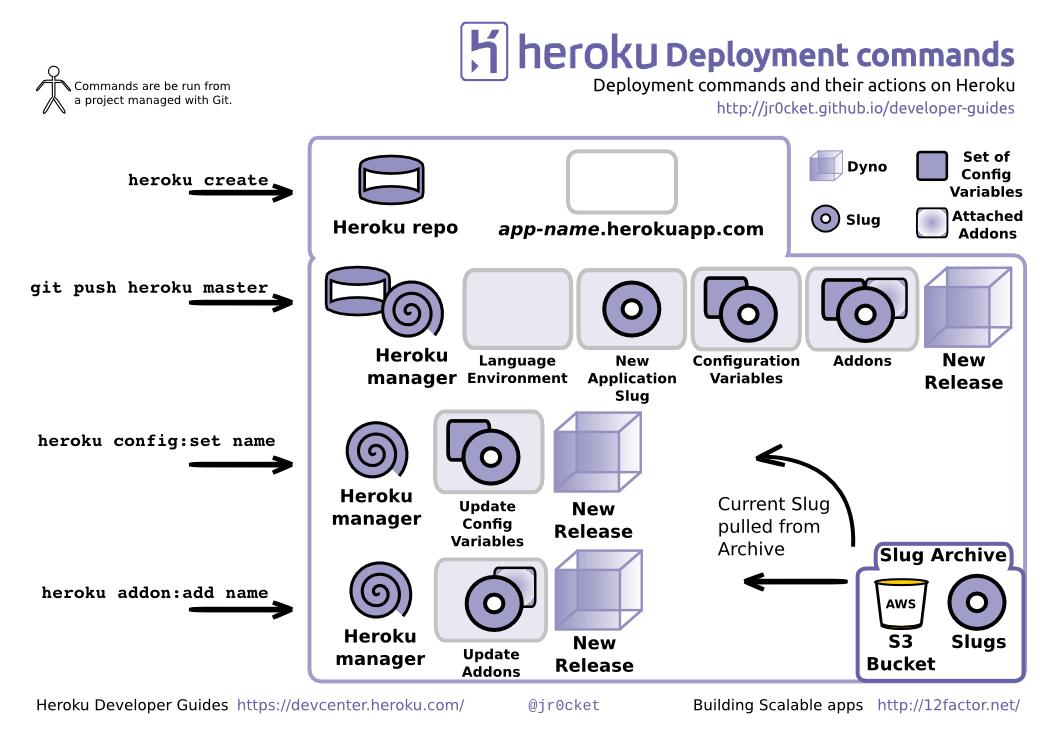 heroku Deployment commands
Deployment commands and their actions on Heroku
http://jr0cket.github.io/developer-guides
Commands are be run from
a project managed with Git.
heroku create
Heroku repo
app-name.herokuapp.com
Dyno
Set of
Config
Variables
Slug
Attached
Addons
git push heroku master
Heroku
manager
Language
Environment
New
Application
Slug
Configuration
Variables
Addons
New
Release
heroku config:set name
Heroku
manager
Update
Config
Variables
New
Release
Current Slug
pulled from
Archive
heroku addon:add name
Heroku
manager
Update
Addons
New
Release
Slug Archive
AWS
S3
Bucket
Slugs
Heroku Developer Guides https://devcenter.heroku.com/
@jr0cket
Building Scalable apps http://12factor.net/